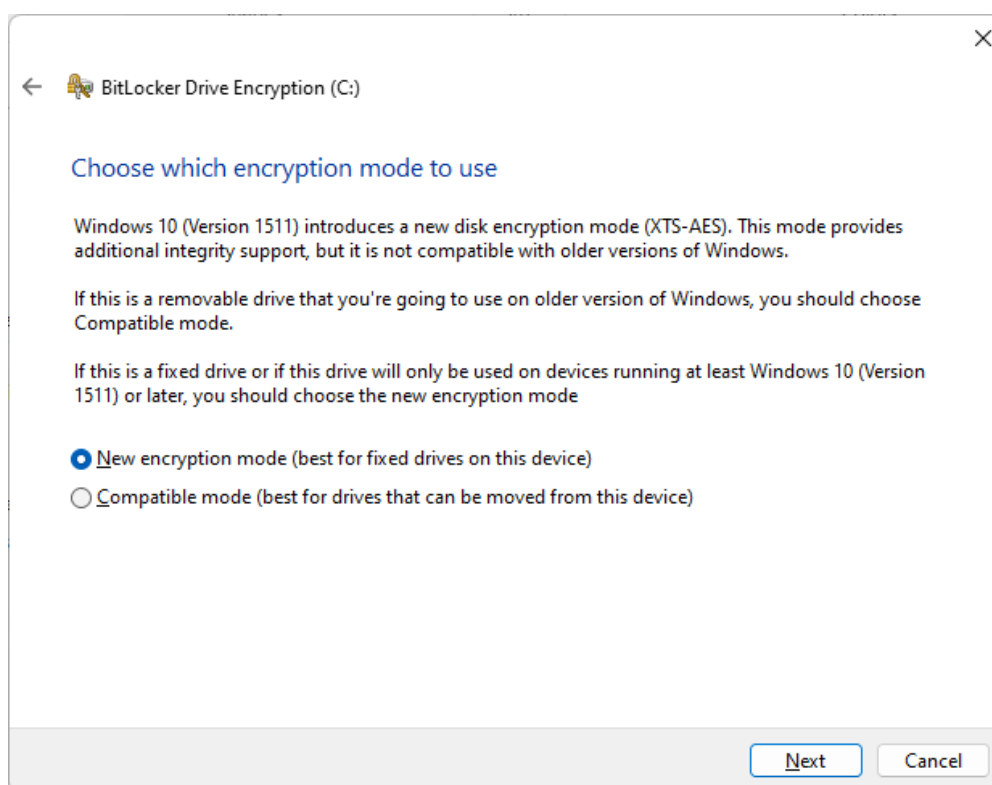 BitLocker Drive Encryption (C:)
Choose which encryption mode to use
Windows 10 (Version 1511) introduces a new disk encryption mode (XTS-AES). This mode provides
additional integrity support, but it is not compatible with older versions of Windows.
If this is a removable drive that you're going to use on older version of Windows, you should choose
Compatible mode.
If this is a fixed drive or if this drive will only be used on devices running at least Windows 10 (Version
1511) or later, you should choose the new encryption mode
New encryption mode (best for fixed drives on this device)
Compatible mode (best for drives that can be moved from this device)
Next Cancel